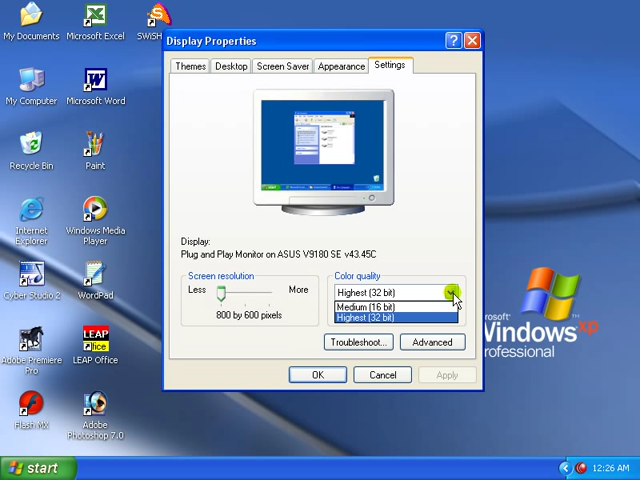 My Documents
Microsoft Excel
SWiSH
My Computer
Microsoft Word
Recycle Bin
Paint
Internet
Explorer
Windows Media
Player
Cyber Studio 2
WordPad
Adobe Premiere
Pro
LEAP
ffice
LEAP Office
Flash MX
Adobe
Photoshop 7.0
Display Properties
Themes
Desktop
Screen Saver
Appearance
Settings
Display:
Plug and Play Monitor on ASUS V9180 SE v43.45C
Screen resolution
Less
More
800 by 600 pixels
Color quality
Highest (32 bit)
Medium (16 bit)
Highest (32 bit)
Troubleshoot...
Advanced
OK
Cancel
Apply
rosoft
Windows xp
rofessional
start
12:26 AM